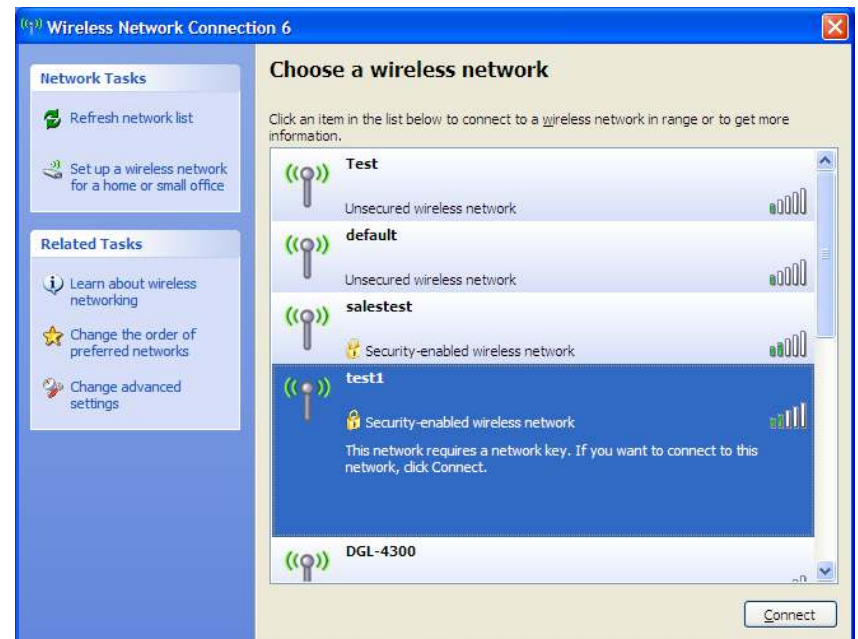 Wireless Network Connection 6
Network Tasks
Refresh network list
Set up a wireless network
for a home or small office
Related Tasks
Learn about wireless
networking
Change the order of
preferred networks
Change advanced
settings
Choose a wireless network
Click an item in the list below to connect to a wireless network in range or to get more
information.
Test
Unsecured wireless network
default
Unsecured wireless network
salestest
Security-enabled wireless network
test1
Security-enabled wireless network
This network requires a network key. If you want to connect to this
network, click Connect.
DGL-4300
Connect